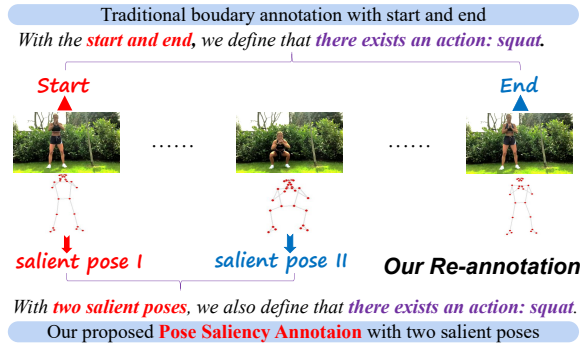 Traditional boudary annotation with start and end
With the start and end, we define that there exists an action: squat.
Start
End
...... ......
salient pose I
salient pose II
Our Re-annotation
With two salient poses, we also define that there exists an action: squat.
Our proposed Pose Saliency Annotaion with two salient poses